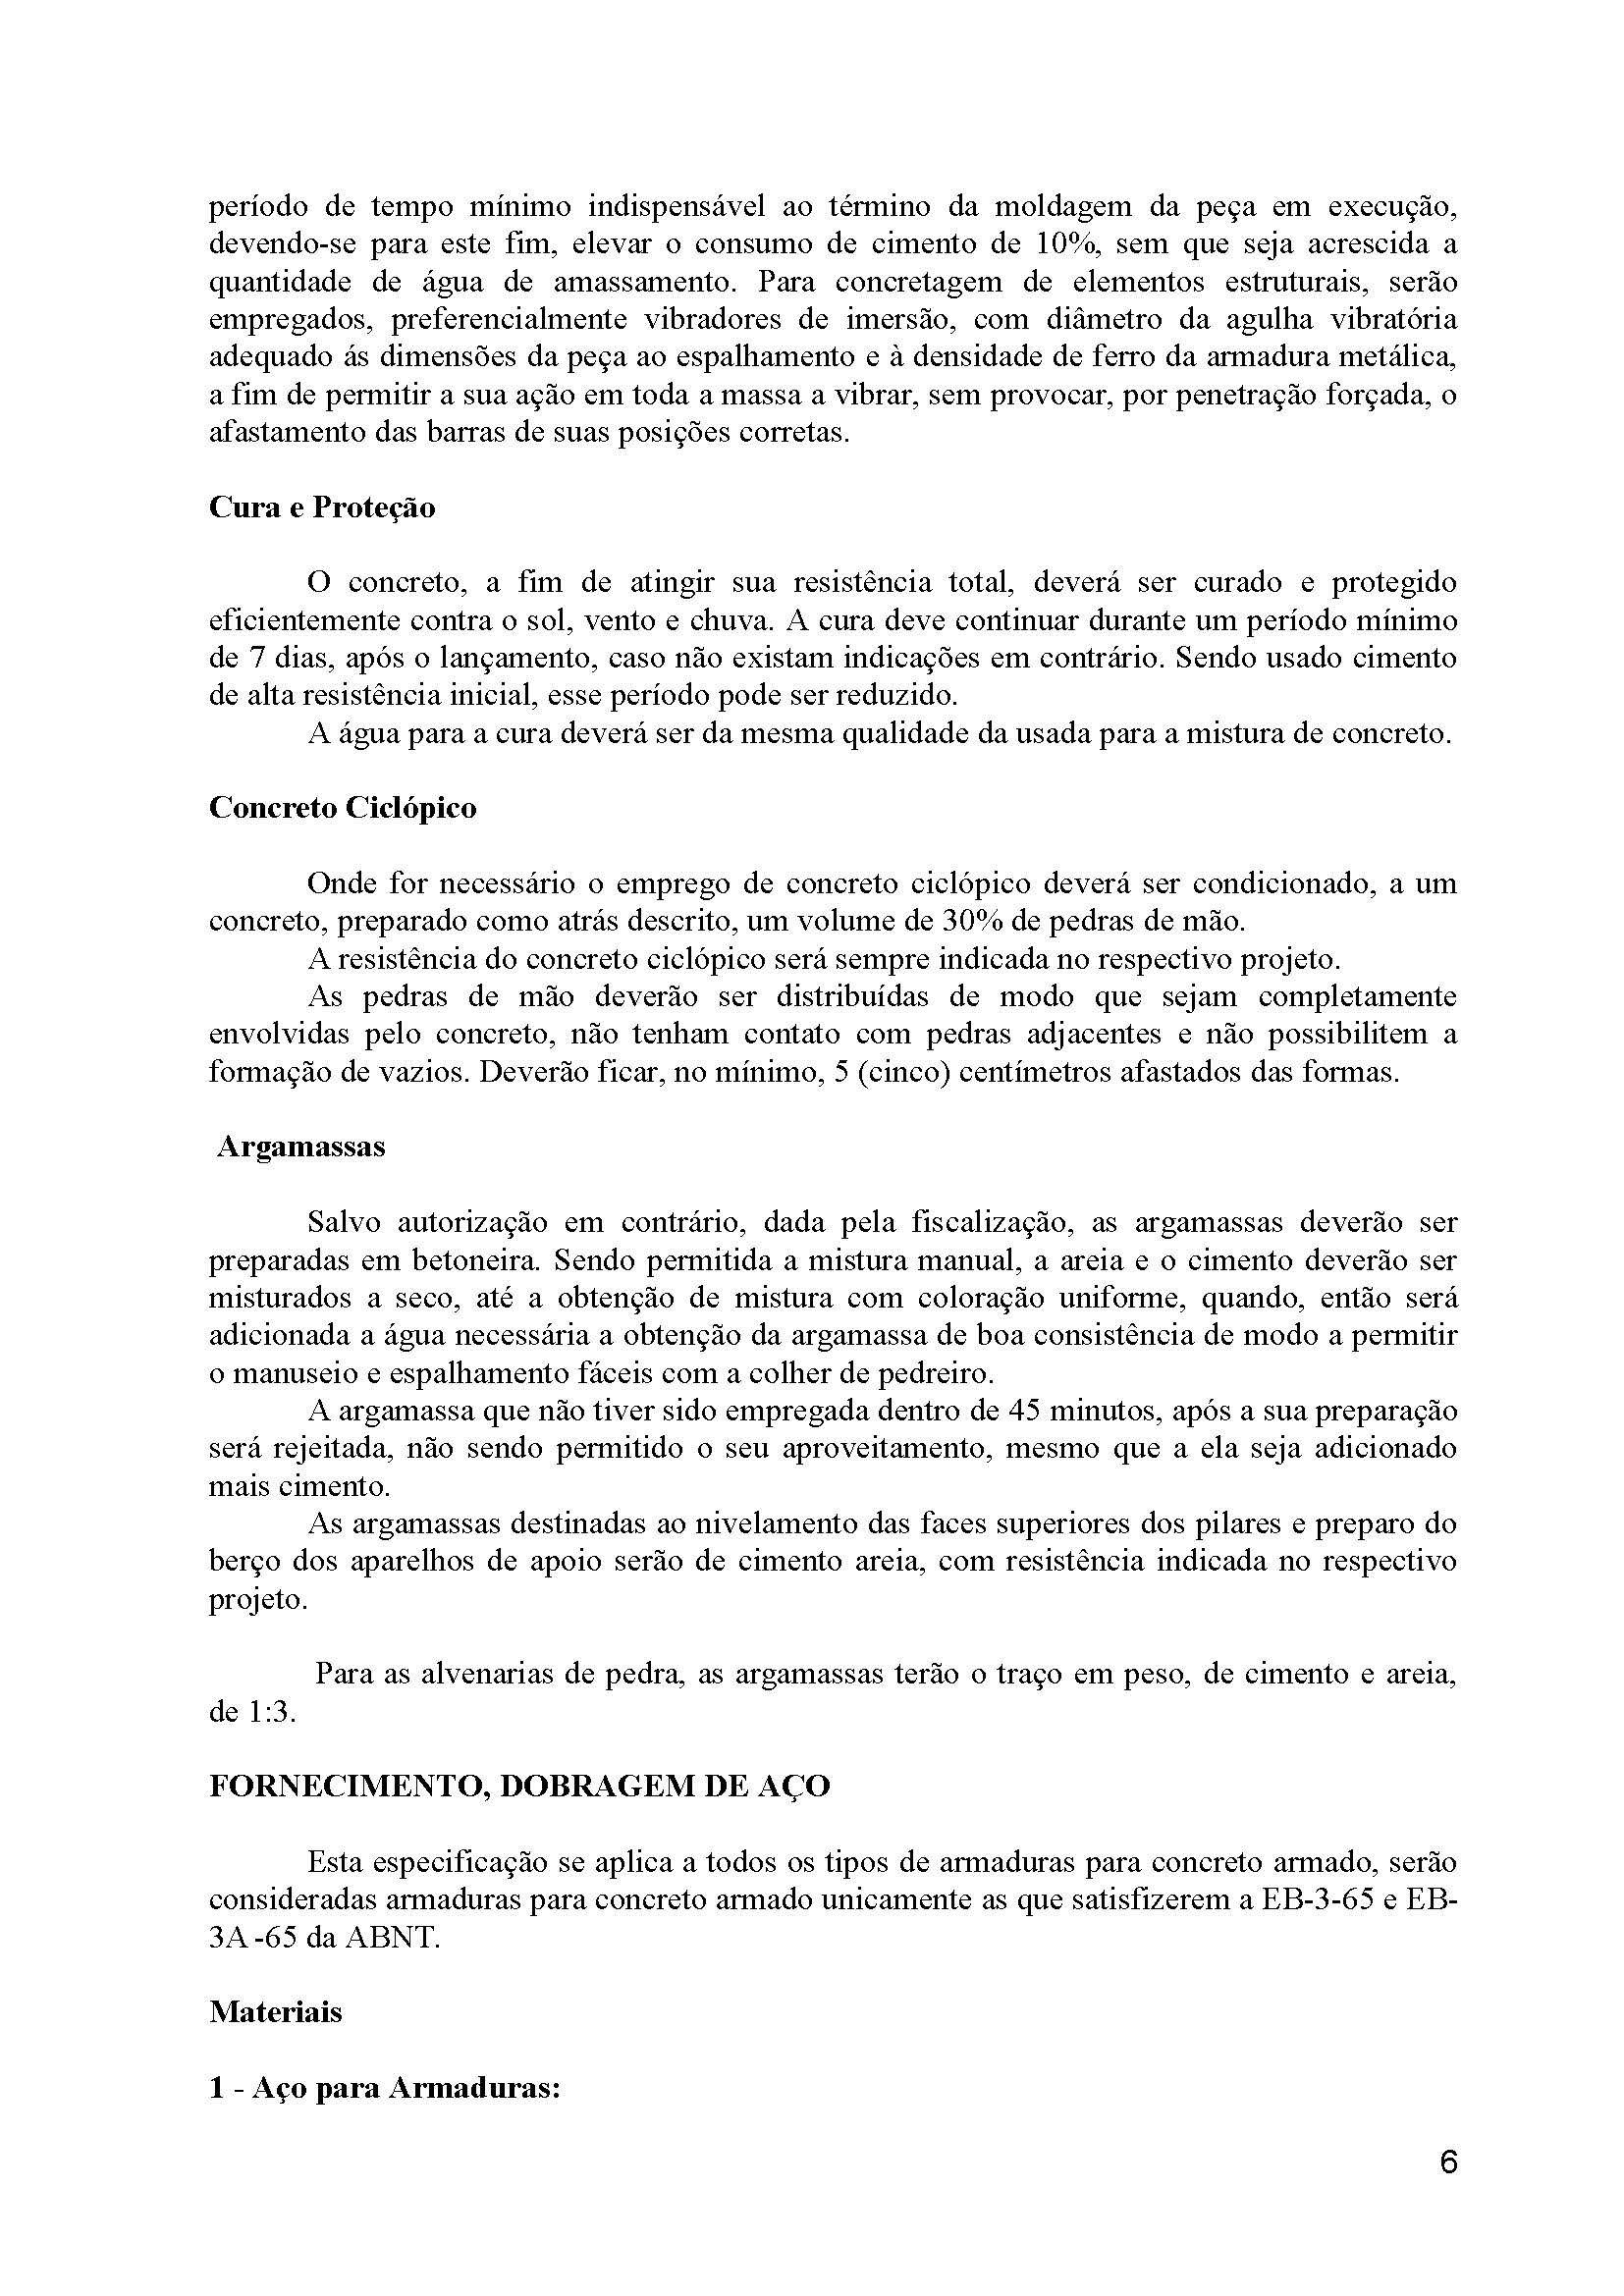 período de tempo mínimo indispensável ao término da moldagem da peça em execução,
devendo-se para este fim, elevar o consumo de cimento de 10%, sem que seja acrescida a
quantidade de água de amassamento. Para concretagem de elementos estruturais, serão
empregados, preferencialmente vibradores de imersão, com diâmetro da agulha vibratória
adequado ás dimensões da peça ao espalhamento e à densidade de ferro da armadura metálica,
a fim de permitir a sua ação em toda a massa a vibrar, sem provocar, por penetração forçada, o
afastamento das barras de suas posições corretas.
Cura e Proteção
O concreto, a fim de atingir sua resistência total, deverá ser curado e protegido
eficientemente contra o sol, vento e chuva. A cura deve continuar durante um período mínimo
de 7 dias, após o lançamento, caso não existam indicações em contrário. Sendo usado cimento
de alta resistência inicial, esse período pode ser reduzido.
A água para a cura deverá ser da mesma qualidade da usada para a mistura de concreto.
Concreto Ciclópico
Onde for necessário o emprego de concreto ciclópico deverá ser condicionado, a um
concreto, preparado como atrás descrito, um volume de 30% de pedras de mão.
A resistência do concreto ciclópico será sempre indicada no respectivo projeto.
As pedras de mão deverão ser distribuídas de modo que sejam completamente
envolvidas pelo concreto, não tenham contato com pedras adjacentes e não possibilitem a
formação de vazios. Deverão ficar, no mínimo, 5 (cinco) centímetros afastados das formas.
Argamassas
Salvo autorização em contrário, dada pela fiscalização, as argamassas deverão ser
preparadas em betoneira. Sendo permitida a mistura manual, a areia e o cimento deverão ser
misturados a seco, até a obtenção de mistura com coloração uniforme, quando, então será
adicionada a água necessária a obtenção da argamassa de boa consistência de modo a permitir
o manuseio e espalhamento fáceis com a colher de pedreiro.
A argamassa que não tiver sido empregada dentro de 45 minutos, após a sua preparação
será rejeitada, não sendo permitido o seu aproveitamento, mesmo que a ela seja adicionado
mais cimento.
As argamassas destinadas ao nivelamento das faces superiores dos pilares e preparo do
berço dos aparelhos de apoio serão de cimento areia, com resistência indicada no respectivo
projeto.
Para as alvenarias de pedra, as argamassas terão o traço em peso, de cimento e areia,
de 1:3.
FORNECIMENTO, DOBRAGEM DE AÇO
Esta especificação se aplica a todos os tipos de armaduras para concreto armado, serão
consideradas armaduras para concreto armado unicamente as que satisfizerem a EB-3-65 e EB-
3A -65 da ABNT.
Materiais
1 - Aço para Armaduras:
6